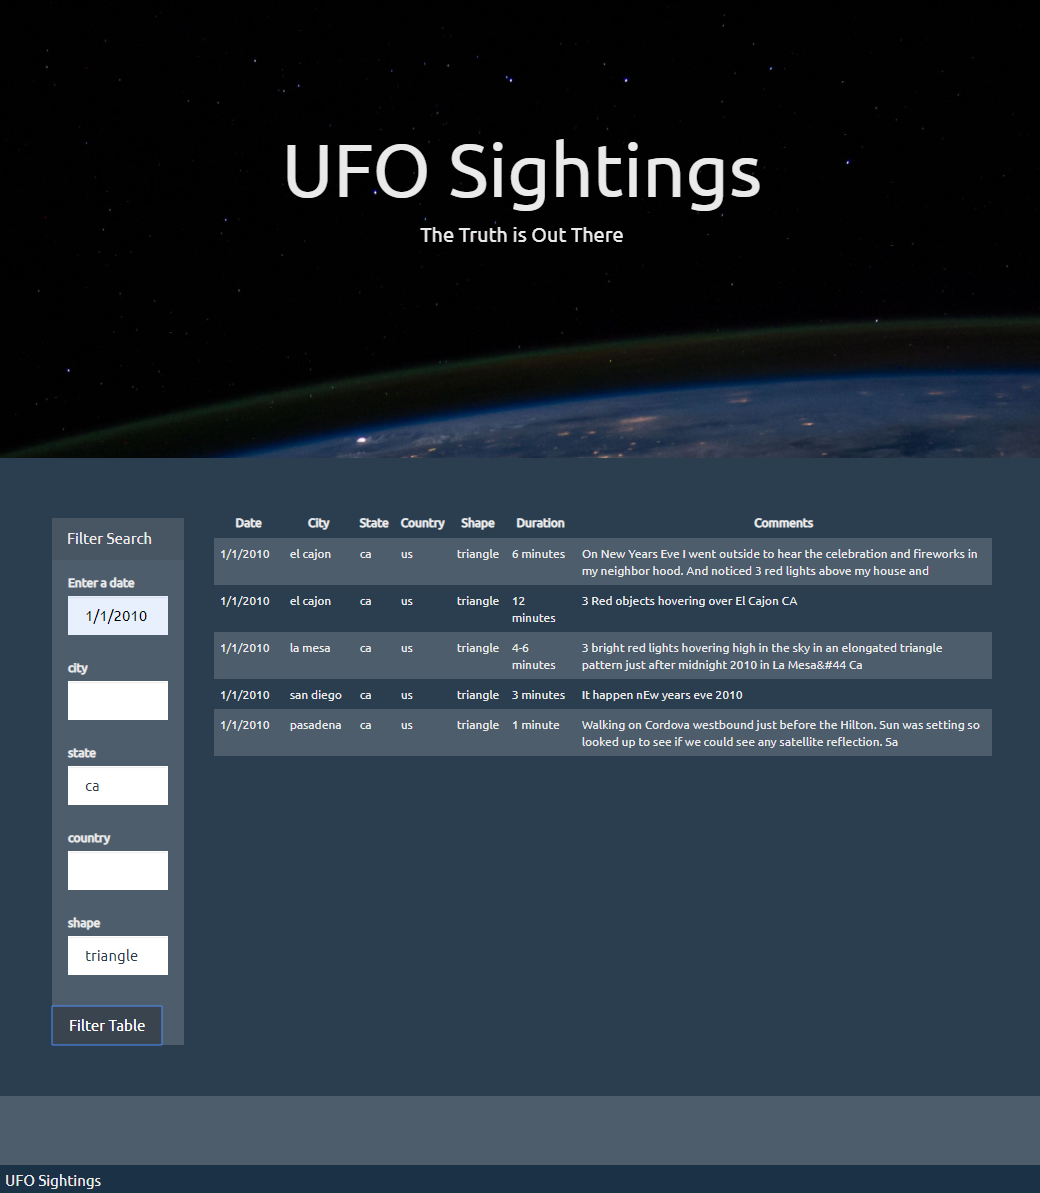 UFO Sightings
The Truth is Out There
Filter Search
Enter a date
1/1/2010
city
state
ca
country
shape
triangle
Filter Table
Date City State Country Shape Duration Comments
1/1/2010 el cajon ca us triangle 6 minutes On New Years Eve I went outside to hear the celebration and fireworks in
my neighbor hood. And noticed 3 red lights above my house and
1/1/2010 el cajon ca us triangle 12 3 Red objects hovering over El Cajon CA
minutes
1/1/2010 la mesa ca us triangle 4-6 3 bright red lights hovering high in the sky in an elongated triangle
minutes pattern just after midnight 2010 in La Mesa&#44 Ca
1/1/2010 san diego ca us triangle 3 minutes It happen nEw years eve 2010
1/1/2010 pasadena ca us triangle 1 minute Walking on Cordova westbound just before the Hilton. Sun was setting so
looked up to see if we could see any satellite reflection. Sa
UFO Sightings